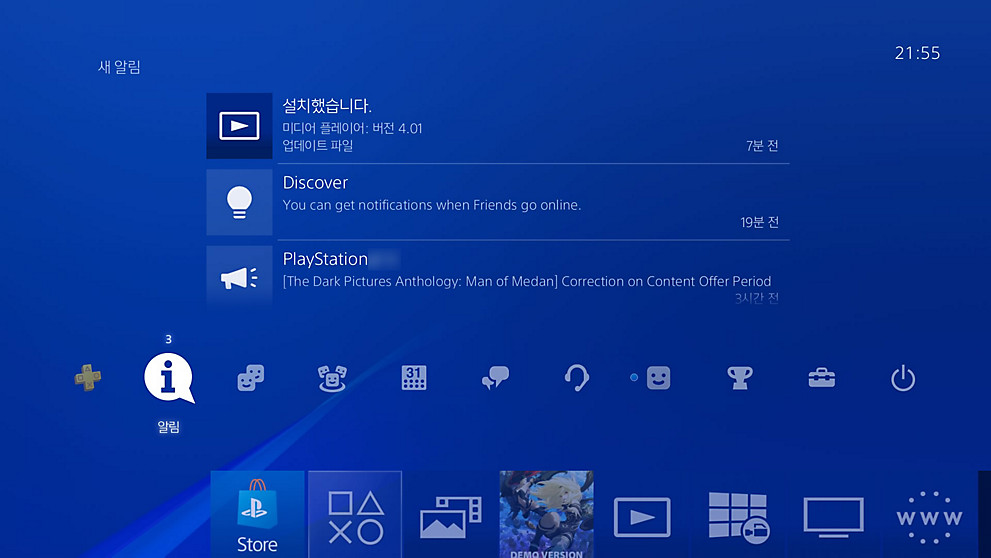 21:55
새 알림
설치했습니다.
미디어 플레이어: 버전 4.01
업데이트 파일
7분 전
Discover
You can get notifications when Friends go online.
19분 전
PlayStation
[The Dark Pictures Anthology: Man of Medan] Correction on Content Offer Period
3시간 전
3
31
알림
Store
DEMO VERSION
www